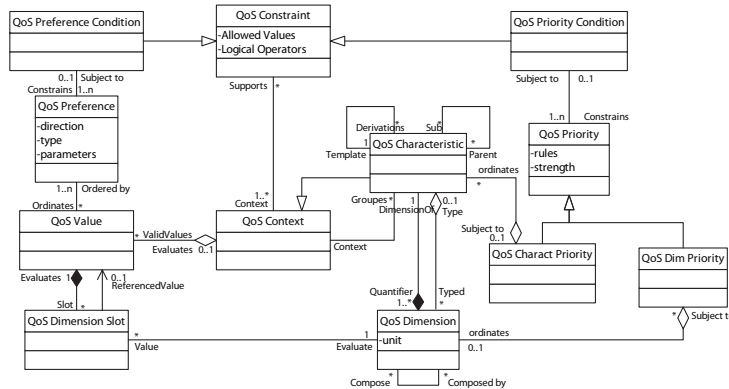 QoS Preference Condition
QoS Constraint
-Allowed Values
-Logical Operators
QoS Priority Condition
0..1 Subject to
Constrains 1..n
Supports *
Subject to 0..1
QoS Preference
-direction
-type
-parameters
1..n Constrains
QoS Priority
-rules
-strength
Derivations *
Sub *
1
Template
*
Parent
QoS Characteristic
ordinates
*
1..n Ordered by
Ordinates *
1..*
Context
Groupes *
1
DimensionOf
0..1
Type
QoS Value
* ValidValues
Evaluates 0..1
QoS Context
Context
Subject to
0..1
QoS Charact Priority
QoS Dim Priority
Evaluates 1
0..1
ReferencedValue
Slot *
Quantifier
1..*
Typed
*
QoS Dimension Slot
*
Value
1
Evaluate
QoS Dimension
-unit
ordinates
0..1
* Subject t
*
Compose
*
Composed by